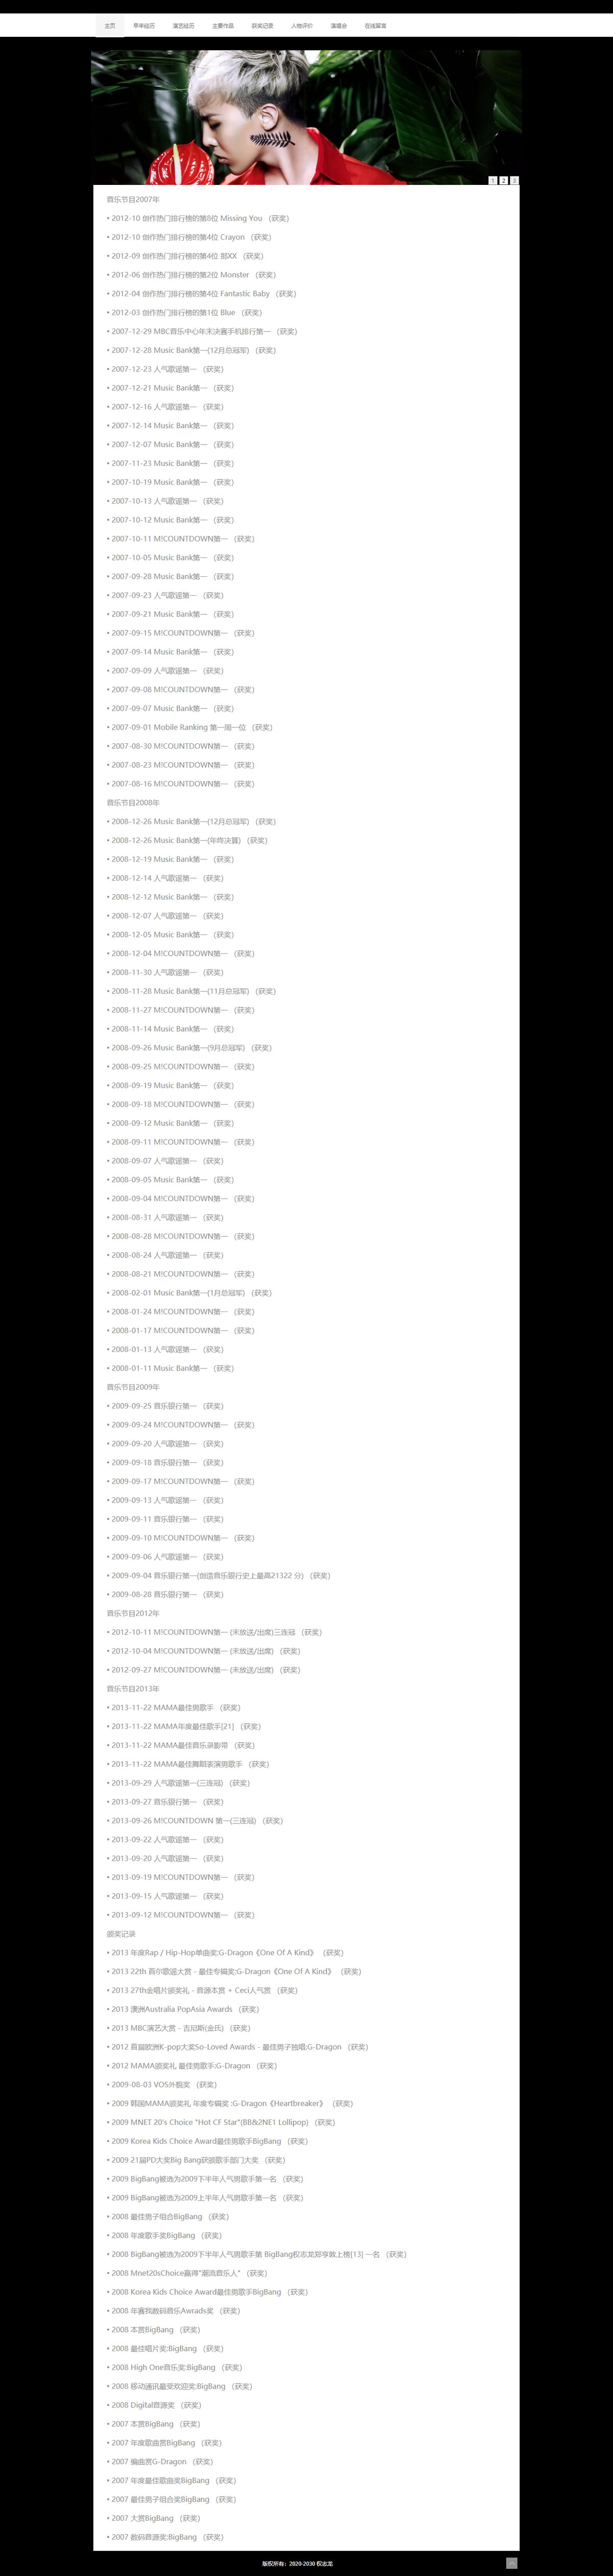 主页 早年经历 演艺经历 主要作品 获奖记录 人物评价 演唱会 在线留言
1 2 3
音乐节目2007年
• 2012-10 创作热门排行榜的第8位 Missing You （获奖）
• 2012-10 创作热门排行榜的第4位 Crayon （获奖）
• 2012-09 创作热门排行榜的第4位 那XX （获奖）
• 2012-06 创作热门排行榜的第2位 Monster （获奖）
• 2012-04 创作热门排行榜的第4位 Fantastic Baby （获奖）
• 2012-03 创作热门排行榜的第1位 Blue （获奖）
• 2007-12-29 MBC音乐中心年末决赛手机排行第一 （获奖）
• 2007-12-28 Music Bank第一(12月总冠军) （获奖）
• 2007-12-23 人气歌谣第一 （获奖）
• 2007-12-21 Music Bank第一 （获奖）
• 2007-12-16 人气歌谣第一 （获奖）
• 2007-12-14 Music Bank第一 （获奖）
• 2007-12-07 Music Bank第一 （获奖）
• 2007-11-23 Music Bank第一 （获奖）
• 2007-10-19 Music Bank第一 （获奖）
• 2007-10-13 人气歌谣第一 （获奖）
• 2007-10-12 Music Bank第一 （获奖）
• 2007-10-11 M!COUNTDOWN第一 （获奖）
• 2007-10-05 Music Bank第一 （获奖）
• 2007-09-28 Music Bank第一 （获奖）
• 2007-09-23 人气歌谣第一 （获奖）
• 2007-09-21 Music Bank第一 （获奖）
• 2007-09-15 M!COUNTDOWN第一 （获奖）
• 2007-09-14 Music Bank第一 （获奖）
• 2007-09-09 人气歌谣第一 （获奖）
• 2007-09-08 M!COUNTDOWN第一 （获奖）
• 2007-09-07 Music Bank第一 （获奖）
• 2007-09-01 Mobile Ranking 第一周一位 （获奖）
• 2007-08-30 M!COUNTDOWN第一 （获奖）
• 2007-08-23 M!COUNTDOWN第一 （获奖）
• 2007-08-16 M!COUNTDOWN第一 （获奖）
音乐节目2008年
• 2008-12-26 Music Bank第一(12月总冠军) （获奖）
• 2008-12-26 Music Bank第一(年终决算) （获奖）
• 2008-12-19 Music Bank第一 （获奖）
• 2008-12-14 人气歌谣第一 （获奖）
• 2008-12-12 Music Bank第一 （获奖）
• 2008-12-07 人气歌谣第一 （获奖）
• 2008-12-05 Music Bank第一 （获奖）
• 2008-12-04 M!COUNTDOWN第一 （获奖）
• 2008-11-30 人气歌谣第一 （获奖）
• 2008-11-28 Music Bank第一(11月总冠军) （获奖）
• 2008-11-27 M!COUNTDOWN第一 （获奖）
• 2008-11-14 Music Bank第一 （获奖）
• 2008-09-26 Music Bank第一(9月总冠军) （获奖）
• 2008-09-25 M!COUNTDOWN第一 （获奖）
• 2008-09-19 Music Bank第一 （获奖）
• 2008-09-18 M!COUNTDOWN第一 （获奖）
• 2008-09-12 Music Bank第一 （获奖）
• 2008-09-11 M!COUNTDOWN第一 （获奖）
• 2008-09-07 人气歌谣第一 （获奖）
• 2008-09-05 Music Bank第一 （获奖）
• 2008-09-04 M!COUNTDOWN第一 （获奖）
• 2008-08-31 人气歌谣第一 （获奖）
• 2008-08-28 M!COUNTDOWN第一 （获奖）
• 2008-08-24 人气歌谣第一 （获奖）
• 2008-08-21 M!COUNTDOWN第一 （获奖）
• 2008-02-01 Music Bank第一(1月总冠军) （获奖）
• 2008-01-24 M!COUNTDOWN第一 （获奖）
• 2008-01-17 M!COUNTDOWN第一 （获奖）
• 2008-01-13 人气歌谣第一 （获奖）
• 2008-01-11 Music Bank第一 （获奖）
音乐节目2009年
• 2009-09-25 音乐银行第一 （获奖）
• 2009-09-24 M!COUNTDOWN第一 （获奖）
• 2009-09-20 人气歌谣第一 （获奖）
• 2009-09-18 音乐银行第一 （获奖）
• 2009-09-17 M!COUNTDOWN第一 （获奖）
• 2009-09-13 人气歌谣第一 （获奖）
• 2009-09-11 音乐银行第一 （获奖）
• 2009-09-10 M!COUNTDOWN第一 （获奖）
• 2009-09-06 人气歌谣第一 （获奖）
• 2009-09-04 音乐银行第一(创造音乐银行史上最高21322 分) （获奖）
• 2009-08-28 音乐银行第一 （获奖）
音乐节目2012年
• 2012-10-11 M!COUNTDOWN第一 (未放送/出席)三连冠 （获奖）
• 2012-10-04 M!COUNTDOWN第一 (未放送/出席) （获奖）
• 2012-09-27 M!COUNTDOWN第一 (未放送/出席) （获奖）
音乐节目2013年
• 2013-11-22 MAMA最佳男歌手 （获奖）
• 2013-11-22 MAMA年度最佳歌手[21] （获奖）
• 2013-11-22 MAMA最佳音乐录影带 （获奖）
• 2013-11-22 MAMA最佳舞蹈表演男歌手 （获奖）
• 2013-09-29 人气歌谣第一(三连冠) （获奖）
• 2013-09-27 音乐银行第一 （获奖）
• 2013-09-26 M!COUNTDOWN 第一(三连冠) （获奖）
• 2013-09-22 人气歌谣第一 （获奖）
• 2013-09-20 人气歌谣第一 （获奖）
• 2013-09-19 M!COUNTDOWN第一 （获奖）
• 2013-09-15 人气歌谣第一 （获奖）
• 2013-09-12 M!COUNTDOWN第一 （获奖）
颁奖记录
• 2013 年度Rap / Hip-Hop单曲奖:G-Dragon《One Of A Kind》 （获奖）
• 2013 22th 首尔歌谣大赏 - 最佳专辑奖:G-Dragon《One Of A Kind》 （获奖）
• 2013 27th金唱片颁奖礼 - 音源本赏 + Ceci人气赏 （获奖）
• 2013 澳洲Australia PopAsia Awards （获奖）
• 2013 MBC演艺大赏 - 吉尼斯(金氏) （获奖）
• 2012 首届欧洲K-pop大奖So-Loved Awards - 最佳男子独唱:G-Dragon （获奖）
• 2012 MAMA颁奖礼 最佳男歌手:G-Dragon （获奖）
• 2009-08-03 VOS外橱奖 （获奖）
• 2009 韩国MAMA颁奖礼 年度专辑奖 :G-Dragon《Heartbreaker》 （获奖）
• 2009 MNET 20's Choice "Hot CF Star"(BB&2NE1 Lollipop) （获奖）
• 2009 Korea Kids Choice Award最佳男歌手BigBang （获奖）
• 2009 21届PD大奖Big Bang获颁歌手部门大奖 （获奖）
• 2009 BigBang被选为2009下半年人气男歌手第一名 （获奖）
• 2009 BigBang被选为2009上半年人气男歌手第一名 （获奖）
• 2008 最佳男子组合BigBang （获奖）
• 2008 年度歌手奖BigBang （获奖）
• 2008 BigBang被选为2009下半年人气男歌手第 BigBang权志龙郑亨敦上榜[13] 一名 （获奖）
• 2008 Mnet20sChoice赢得"潮流音乐人" （获奖）
• 2008 Korea Kids Choice Award最佳男歌手BigBang （获奖）
• 2008 年赛我数码音乐Awrads奖 （获奖）
• 2008 本赏BigBang （获奖）
• 2008 最佳唱片奖:BigBang （获奖）
• 2008 High One音乐奖:BigBang （获奖）
• 2008 移动通讯最受欢迎奖:BigBang （获奖）
• 2008 Digital音源奖 （获奖）
• 2007 本赏BigBang （获奖）
• 2007 年度歌曲赏BigBang （获奖）
• 2007 编曲赏G-Dragon （获奖）
• 2007 年度最佳歌曲奖BigBang （获奖）
• 2007 最佳男子组合奖BigBang （获奖）
• 2007 大赏BigBang （获奖）
• 2007 数码音源奖:BigBang （获奖）
版权所有：2020-2030 权志龙